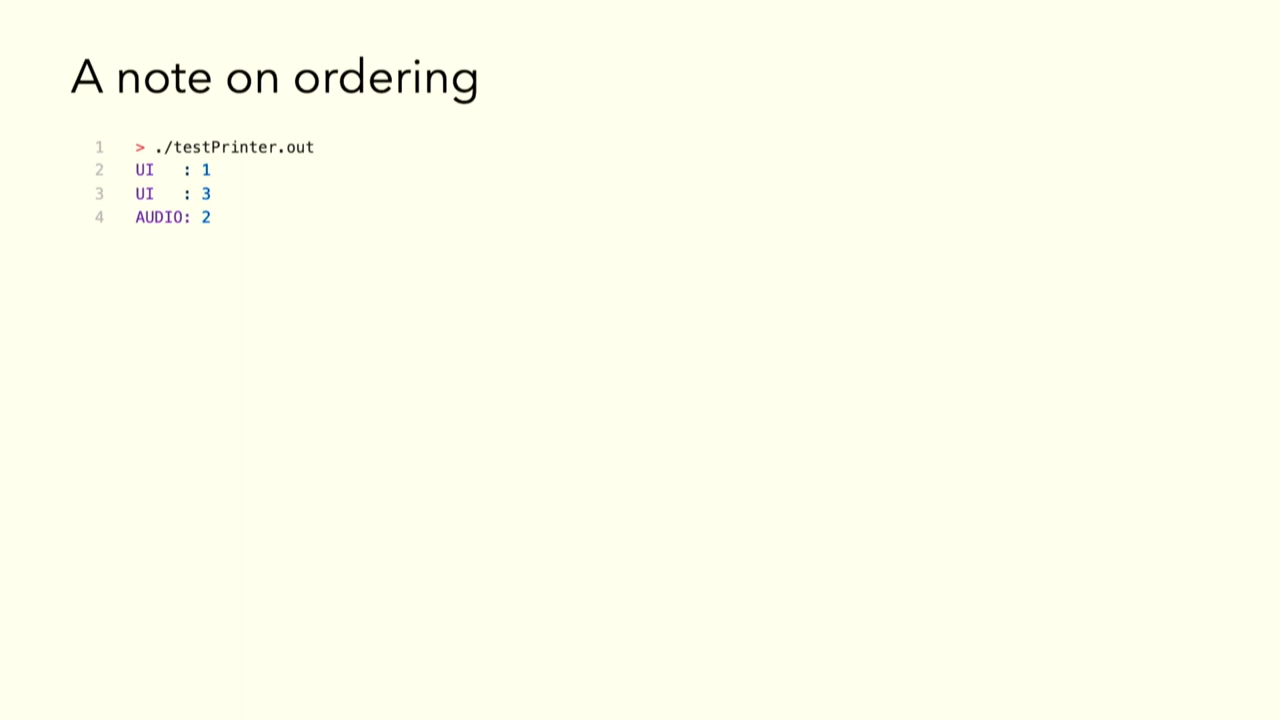 A note on ordering
1 > ./testPrinter.out
2 UI   : 1
3 UI   : 3
4 AUDIO: 2